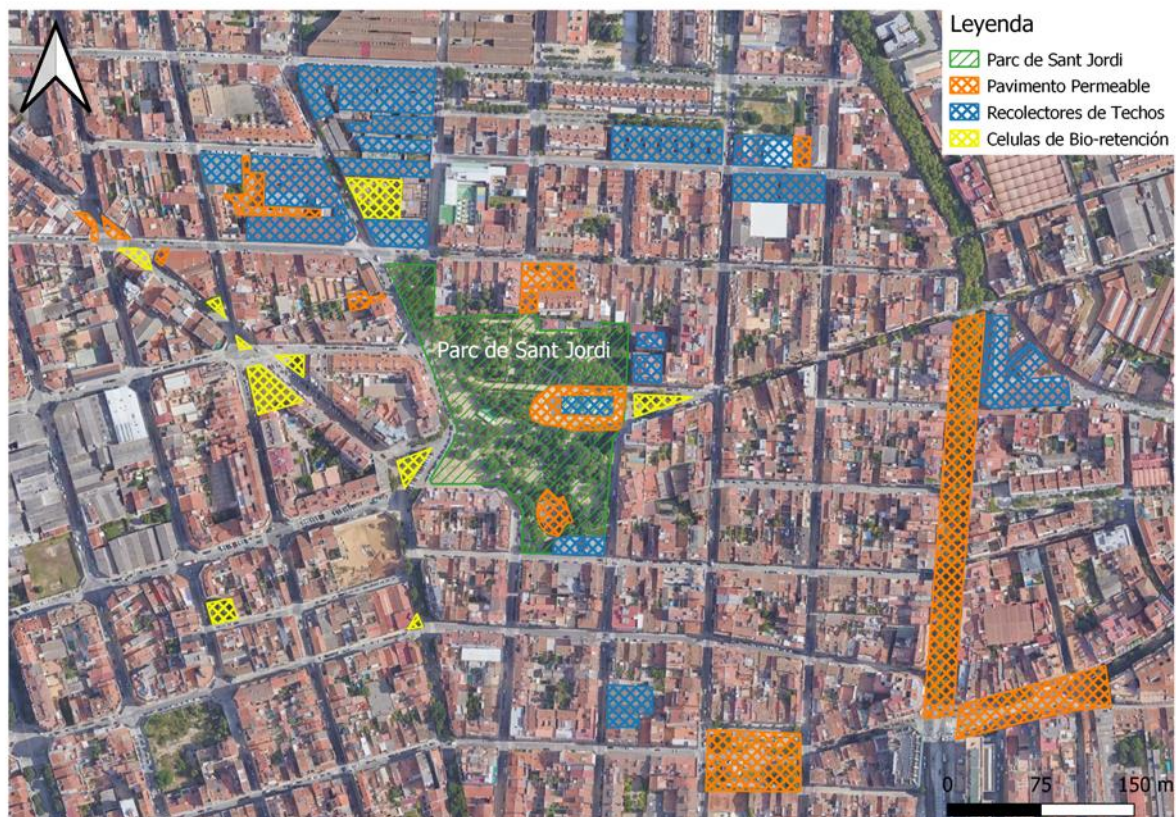 Leyenda
Parc de Sant Jordi
Pavimento Permeable
Recolectores de Techos
Celulas de Bio-retención
Parc de Sant Jordi
0 75 150 m